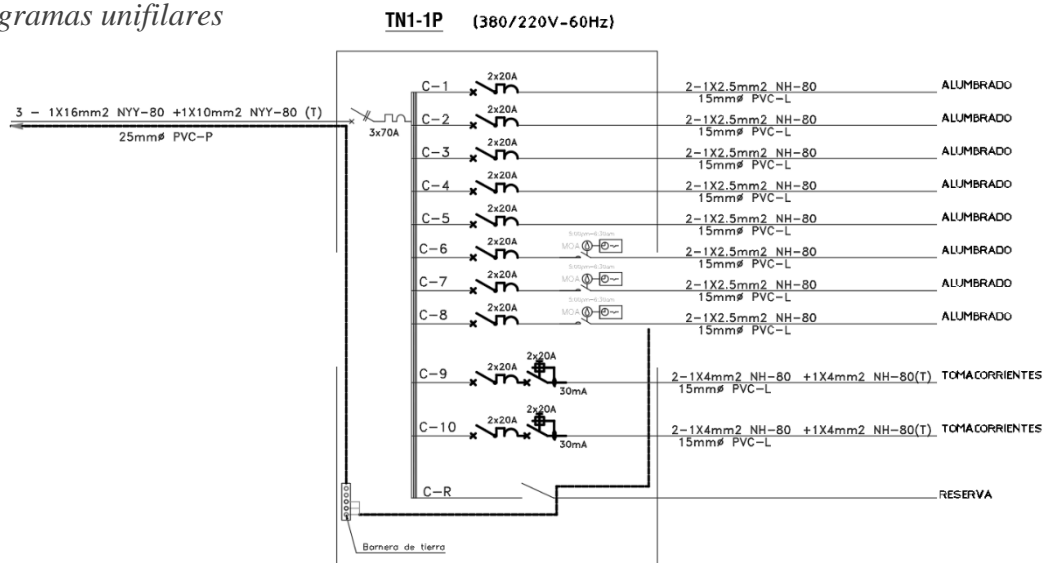 gramas unifilares
TN1-1P (380/220V-60Hz)
3 - 1X16mm2 NYY-80 +1X10mm2 NYY-80 (T)
25mmø PVC-P
3x70A
C-1 2x20A 2-1X2.5mm2 NH-80 ALUMBRADO
15mmø PVC-L
C-2 2x20A 2-1X2.5mm2 NH-80 ALUMBRADO
15mmø PVC-L
C-3 2x20A 2-1X2.5mm2 NH-80 ALUMBRADO
15mmø PVC-L
C-4 2x20A 2-1X2.5mm2 NH-80 ALUMBRADO
15mmø PVC-L
C-5 2x20A 2-1X2.5mm2 NH-80 ALUMBRADO
15mmø PVC-L
C-6 2x20A MOA 2-1X2.5mm2 NH-80 ALUMBRADO
15mmø PVC-L
C-7 2x20A MOA 2-1X2.5mm2 NH-80 ALUMBRADO
15mmø PVC-L
C-8 2x20A MOA 2-1X2.5mm2 NH-80 ALUMBRADO
15mmø PVC-L
C-9 2x20A 2x20A 30mA 2-1X4mm2 NH-80 +1X4mm2 NH-80(T) TOMACORRIENTES
15mmø PVC-L
C-10 2x20A 2x20A 30mA 2-1X4mm2 NH-80 +1X4mm2 NH-80(T) TOMACORRIENTES
15mmø PVC-L
C-R RESERVA
Bornera de tierra